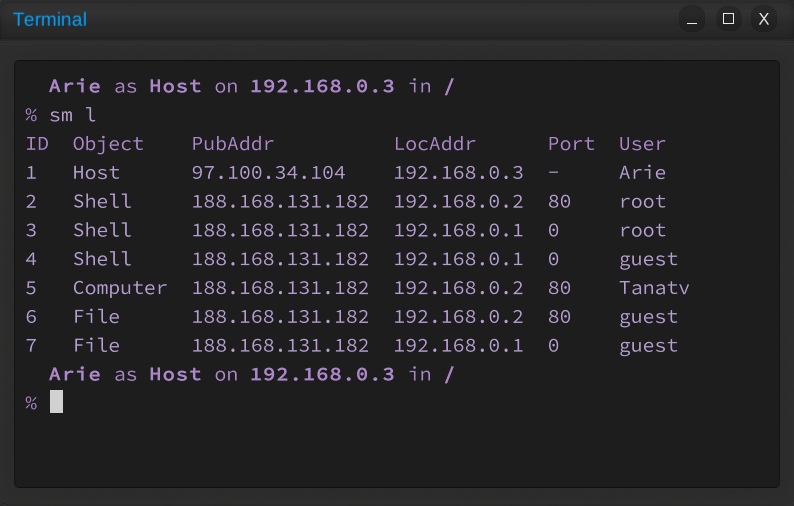 Terminal
Arie as Host on 192.168.0.3 in /
% sm l
ID Object PubAddr LocAddr Port User
1 Host 97.100.34.104 192.168.0.3 - Arie
2 Shell 188.168.131.182 192.168.0.2 80 root
3 Shell 188.168.131.182 192.168.0.1 0 root
4 Shell 188.168.131.182 192.168.0.1 0 guest
5 Computer 188.168.131.182 192.168.0.2 80 Tanatv
6 File 188.168.131.182 192.168.0.2 80 guest
7 File 188.168.131.182 192.168.0.1 0 guest
Arie as Host on 192.168.0.3 in /
%